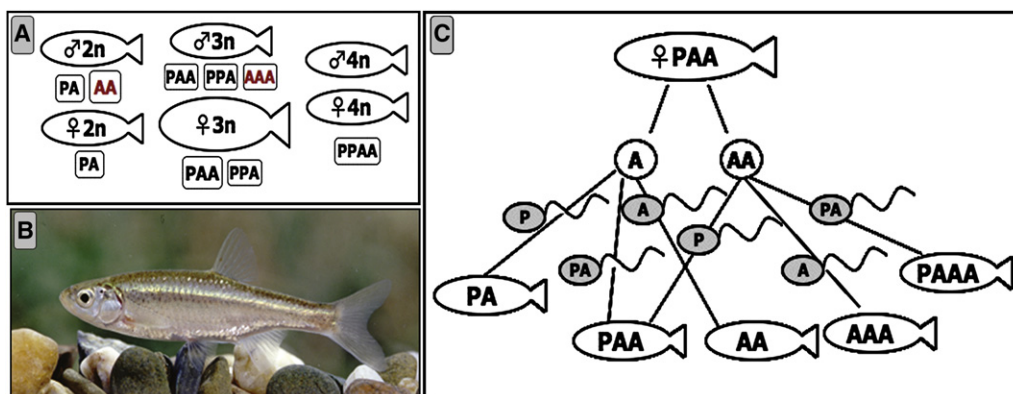 A
♂2n
PA AA
♀2n
PA
♂3n
PAA PPA AAA
♀3n
PAA PPA
♂4n
♀4n
PPAA
B
C
♀PAA
A AA
P A PA
P
PA A
PA PAAA
PAA AA AAA